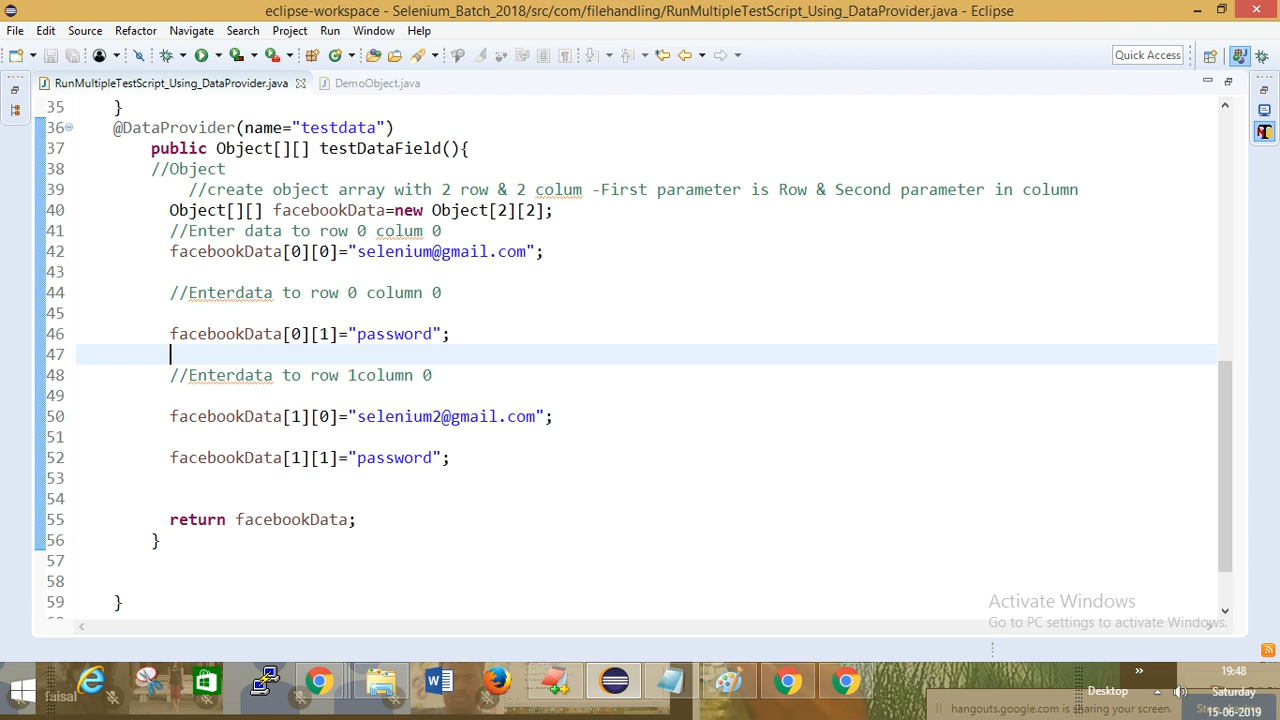 eclipse-workspace - Selenium_Batch_2018/src/com/filehandling/RunMultipleTestScript_Using_DataProvider.java - Eclipse
File Edit Source Refactor Navigate Search Project Run Window Help
Quick Access
RunMultipleTestScript_Using_DataProvider.java
DemoObject.java
35 }
36 @DataProvider(name="testdata")
37 public Object[][] testDataField(){
38 //Object
39 //create object array with 2 row & 2 colum -First parameter is Row & Second parameter in column
40 Object[][] facebookData=new Object[2][2];
41 //Enter data to row 0 colum 0
42 facebookData[0][0]="selenium@gmail.com";
43
44 //Enterdata to row 0 column 0
45
46 facebookData[0][1]="password";
47
48 //Enterdata to row 1column 0
49
50 facebookData[1][0]="selenium2@gmail.com";
51
52 facebookData[1][1]="password";
53
54
55 return facebookData;
56 }
57
58
59 }
Activate Windows
Go to PC settings to activate Windows.
faisal
Desktop
19:48
Saturday
15-06-2019
hangouts.google.com is sharing your screen.